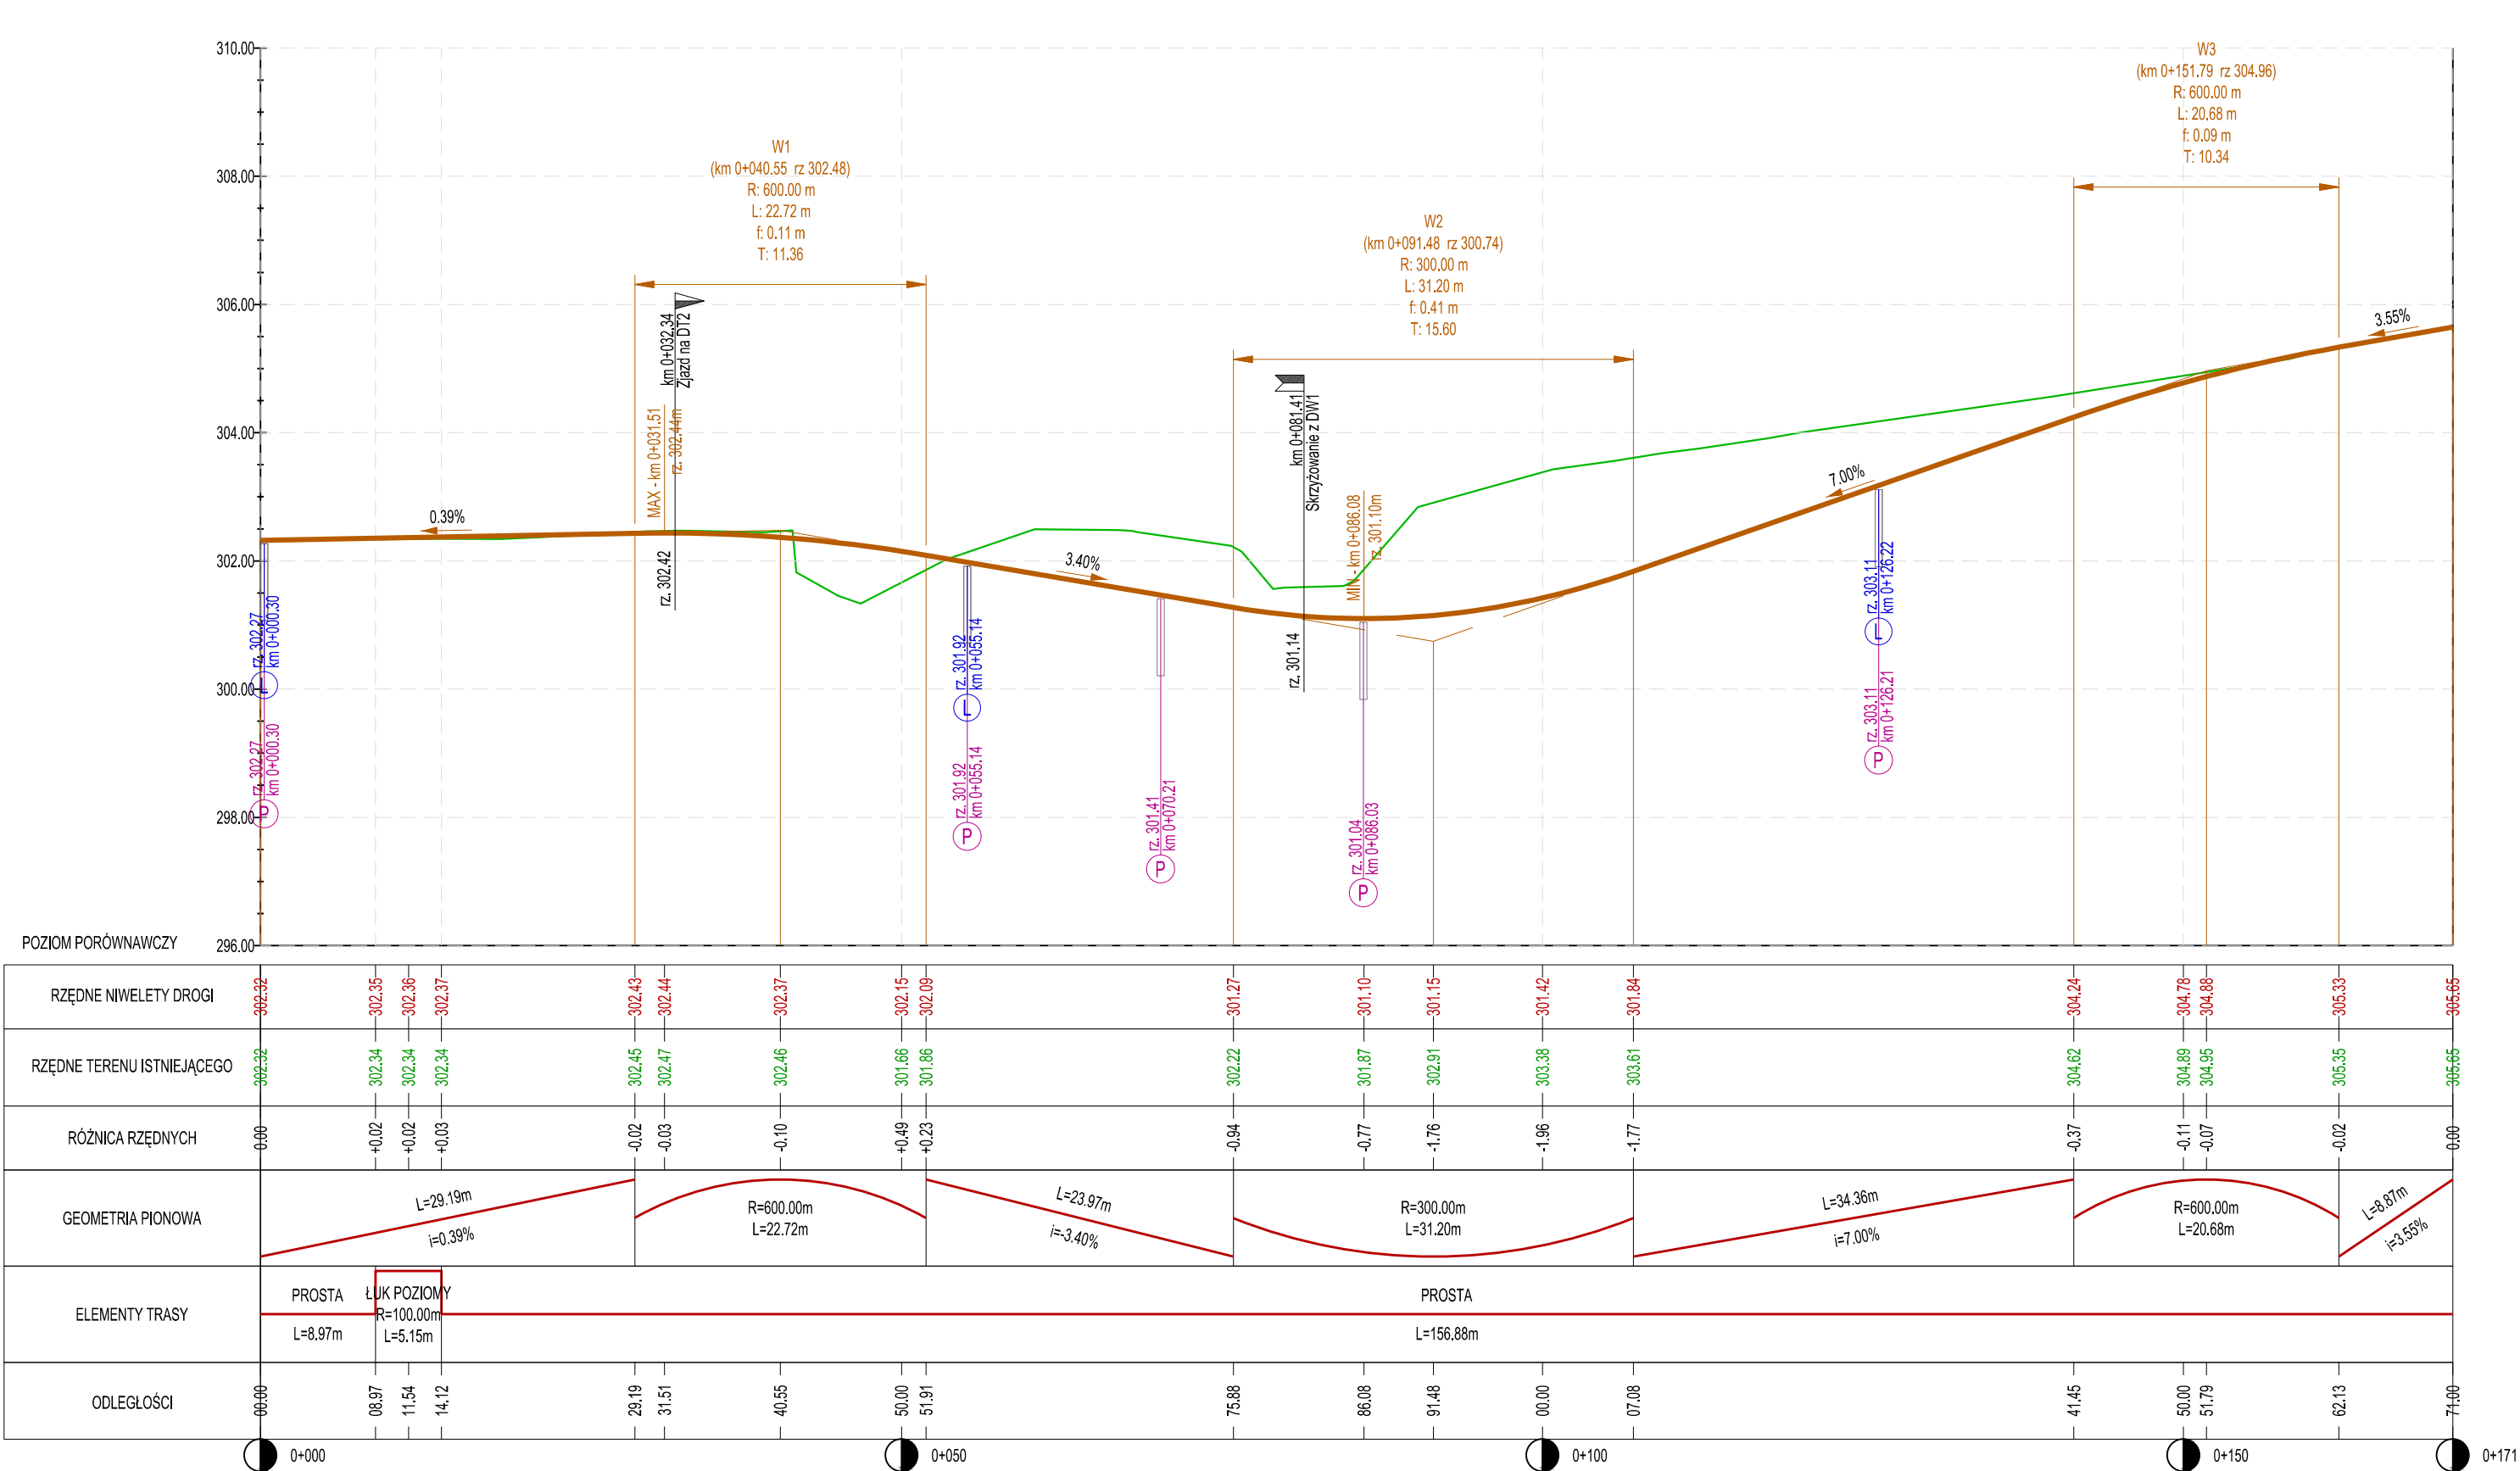 W3
(km 0+151.79 rz 304.96)
R: 600.00 m
L: 20.68 m
f: 0.09 m
T: 10.34
W1
(km 0+040.55 rz 302.48)
R: 600.00 m
L: 22.72 m
f: 0.11 m
T: 11.36
W2
(km 0+091.48 rz 300.74)
R: 300.00 m
L: 31.20 m
f: 0.41 m
T: 15.60
310.00
308.00
306.00
304.00
302.00
300.00
298.00
296.00
km 0+032.34
Zjazd na DT2
rz. 302.42
MAX - km 0+031.51
rz. 302.44m
km 0+081.41
Skrzyżowanie z DW1
rz. 301.14
MIN - km 0+086.08
rz. 301.10m
0.39%
3.40%
7.00%
3.55%
rz. 302.27
km 0+000.30
L
rz. 302.27
km 0+000.30
P
rz. 301.92
km 0+055.14
L
rz. 301.92
km 0+055.14
P
rz. 301.41
km 0+070.21
P
rz. 301.04
km 0+086.03
P
rz. 303.11
km 0+126.22
L
rz. 303.11
km 0+126.21
P
POZIOM PORÓWNAWCZY
RZĘDNE NIWELETY DROGI
302.32 302.35 302.36 302.37 302.43 302.44 302.37 302.15 302.09 301.27 301.10 301.15 301.42 301.84 304.24 304.78 304.88 305.33 305.65
RZĘDNE TERENU ISTNIEJĄCEGO
302.32 302.34 302.34 302.34 302.45 302.47 302.46 301.66 301.86 302.22 301.87 302.91 303.38 303.61 304.62 304.89 304.95 305.35 305.65
RÓŻNICA RZĘDNYCH
0.00 +0.02 +0.02 +0.03 -0.02 -0.03 -0.10 +0.49 +0.23 -0.94 -0.77 -1.76 -1.96 -1.77 -0.37 -0.11 -0.07 -0.02 0.00
GEOMETRIA PIONOWA
L=29.19m
i=0.39%
R=600.00m
L=22.72m
L=23.97m
i=-3.40%
R=300.00m
L=31.20m
L=34.36m
i=7.00%
R=600.00m
L=20.68m
L=8.87m
i=3.55%
ELEMENTY TRASY
PROSTA
L=8.97m
ŁUK POZIOMY
R=100.00m
L=5.15m
PROSTA
L=156.88m
ODLEGŁOŚCI
00.00 08.97 11.54 14.12 29.19 31.51 40.55 50.00 51.91 75.88 86.08 91.48 00.00 07.08 41.45 50.00 51.79 62.13 71.00
0+000 0+050 0+100 0+150 0+171